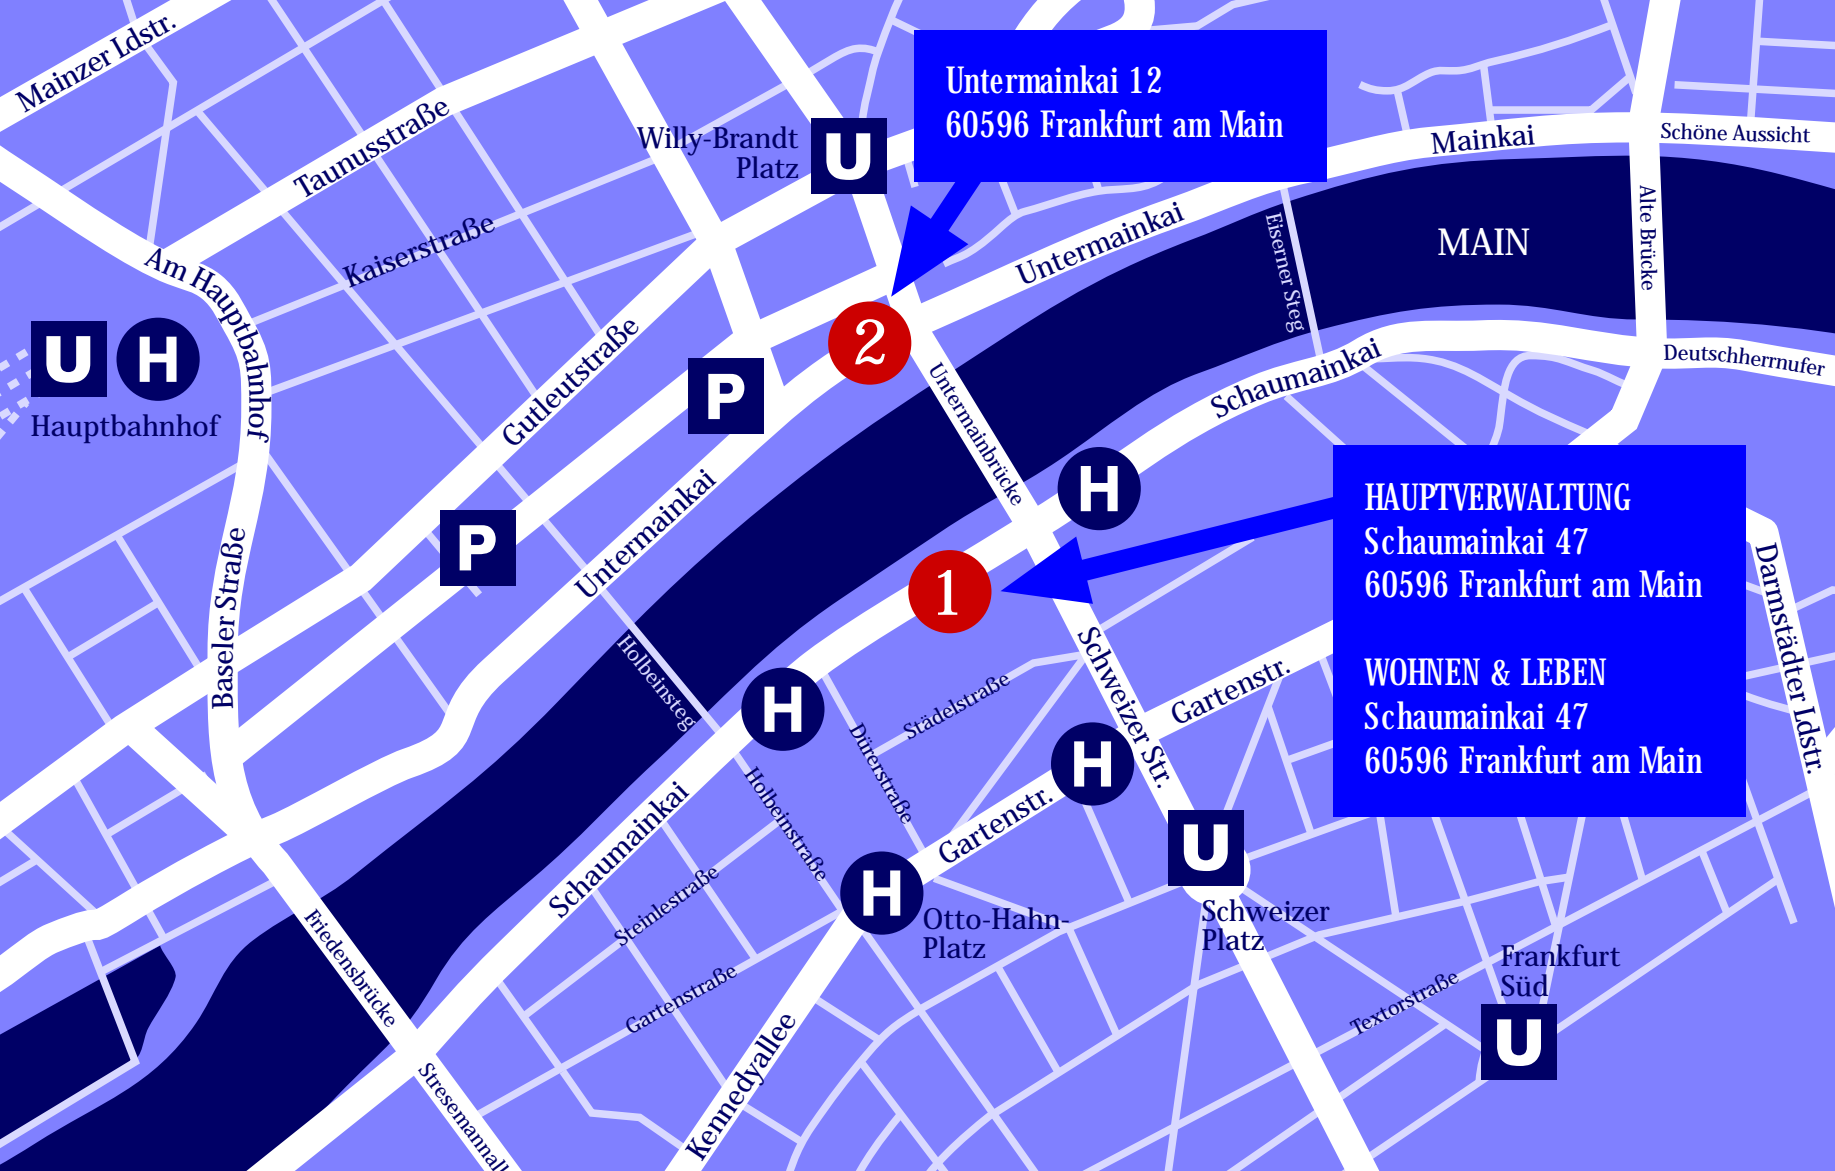 Mainzer Ldstr.
Taunusstraße
Kaiserstraße
Willy-Brandt
Platz
U
Untermainkai 12
60596 Frankfurt am Main
Mainkai
Schöne Aussicht
Alte Brücke
MAIN
Eiserner Steg
Untermainkai
Am Hauptbahnhof
U
H
Hauptbahnhof
Gutleutstraße
2
P
Untermainbrücke
Schaumainkai
Deutschherrnufer
H
P
Untermainkai
Baseler Straße
HAUPTVERWALTUNG
Schaumainkai 47
60596 Frankfurt am Main
WOHNEN & LEBEN
Schaumainkai 47
60596 Frankfurt am Main
Darmstädter Ldstr.
1
Holbeinsteg
H
Städelstraße
Schweizer Str.
Gartenstr.
Dürerstraße
H
Holbeinstraße
Gartenstr.
Schaumainkai
Steinlestraße
U
H
Otto-Hahn-
Platz
Schweizer
Platz
Friedensbrücke
Gartenstraße
Frankfurt
Süd
Textorstraße
U
Kennedyallee
Stresemannall